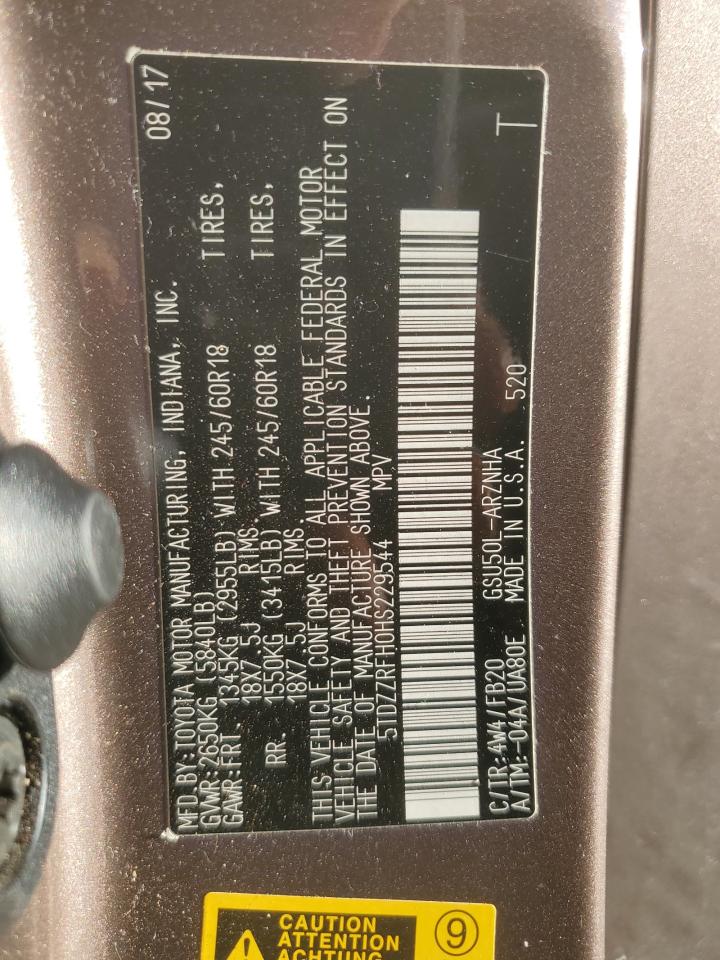 MFD.BY:TOYOTA MOTOR MANUFACTURING, INDIANA, INC. 08/17
GVWR:2650KG (5840LB)
GAWR:FRT. 1345KG (2955LB) WITH 245/60R18 TIRES,
18X7.5J RIMS.
RR. 1550KG (3415LB) WITH 245/60R18 TIRES,
18X7.5J RIMS.
THIS VEHICLE CONFORMS TO ALL APPLICABLE FEDERAL MOTOR
VEHICLE SAFETY AND THEFT PREVENTION STANDARDS IN EFFECT ON
THE DATE OF MANUFACTURE SHOWN ABOVE.
5TDZZRFH0HS229544 MPV
C/TR:4W41FB20 GSU50L-ARZNHA 520 T
A/TM:-04A/UA80E MADE IN U.S.A.
CAUTION
ATTENTION
ACHTUNG
9